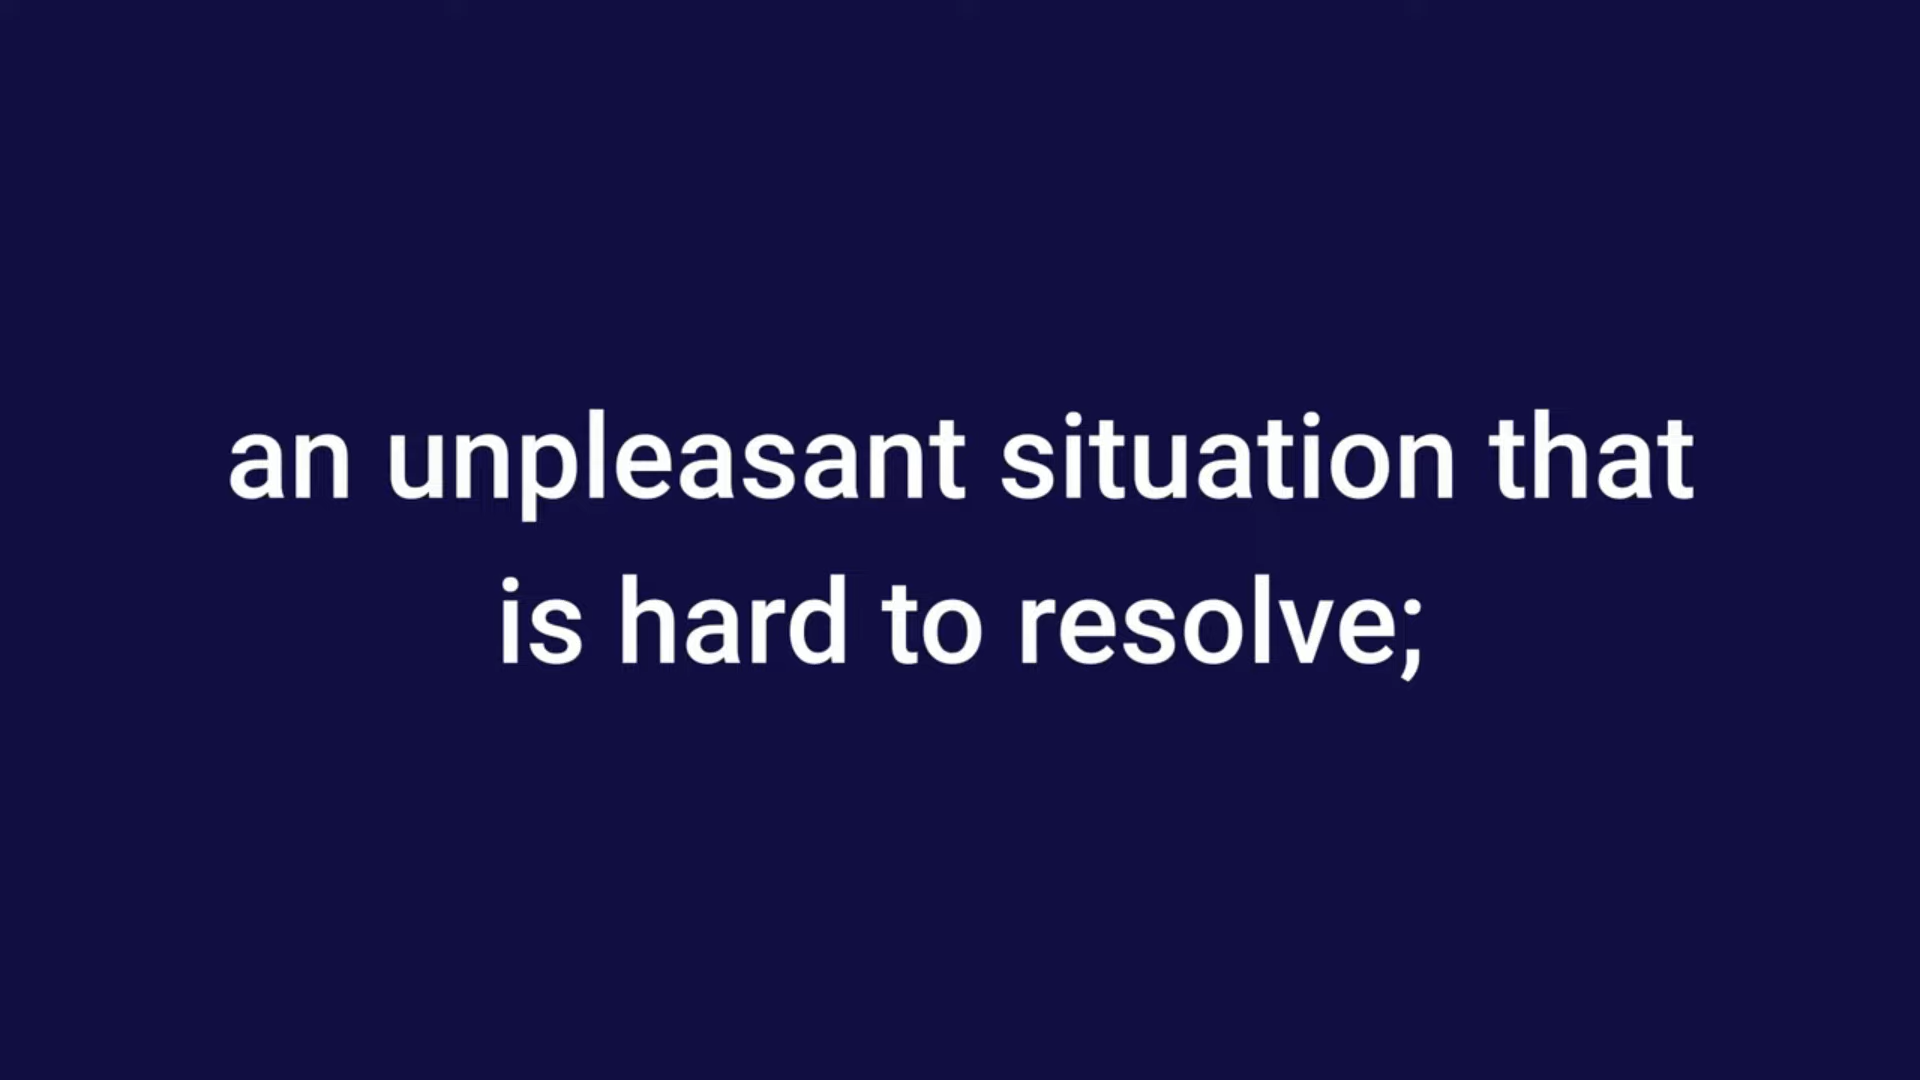 an unpleasant situation that
is hard to resolve;